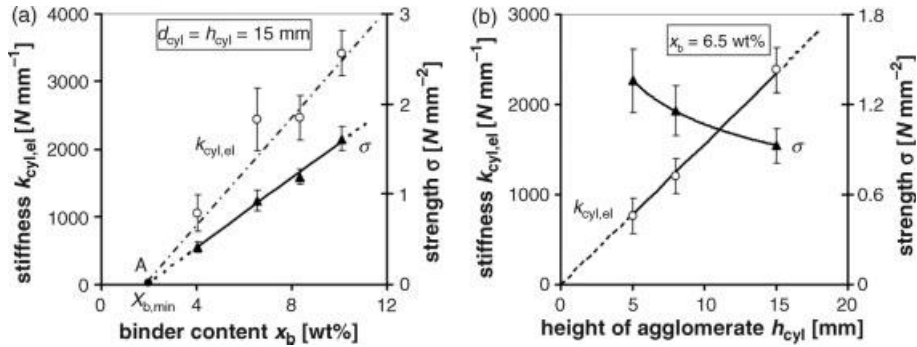 (a)
d_cyl = h_cyl = 15 mm
stiffness k_cyl,el [N mm⁻¹]
4000
3000
2000
1000
0
3
2
1
0
strength σ [N mm⁻²]
k_cyl,el
σ
A
X_b,min
0 2 4 6 8 10 12
binder content x_b [wt%]
(b)
x_b = 6.5 wt%
stiffness k_cyl,el [N mm⁻¹]
3000
2000
1000
0
1.8
1.2
0.6
0
strength σ [N mm⁻²]
σ
k_cyl,el
0 5 10 15 20
height of agglomerate h_cyl [mm]